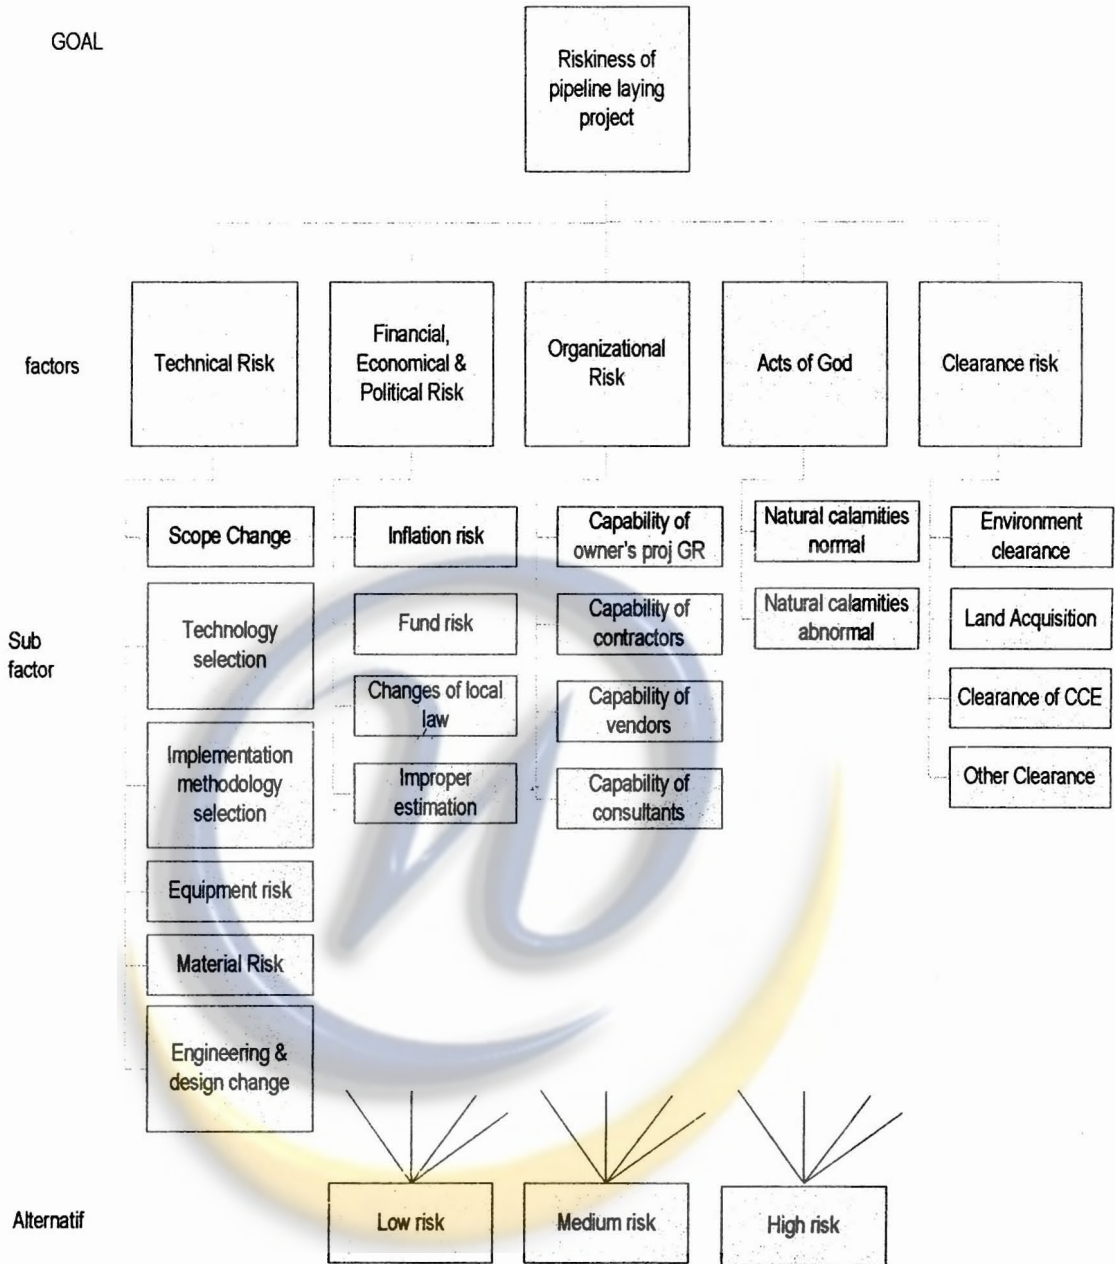 GOAL
Riskiness of
pipeline laying
project
factors
Technical Risk
Financial,
Economical &
Political Risk
Organizational
Risk
Acts of God
Clearance risk
Sub
factor
Scope Change
Technology
selection
Implementation
methodology
selection
Equipment risk
Material Risk
Engineering &
design change
Inflation risk
Fund risk
Changes of local
law
Improper
estimation
Capability of
owner's proj GR
Capability of
contractors
Capability of
vendors
Capability of
consultants
Natural calamities
normal
Natural calamities
abnormal
Environment
clearance
Land Acquisition
Clearance of CCE
Other Clearance
Alternatif
Low risk
Medium risk
High risk